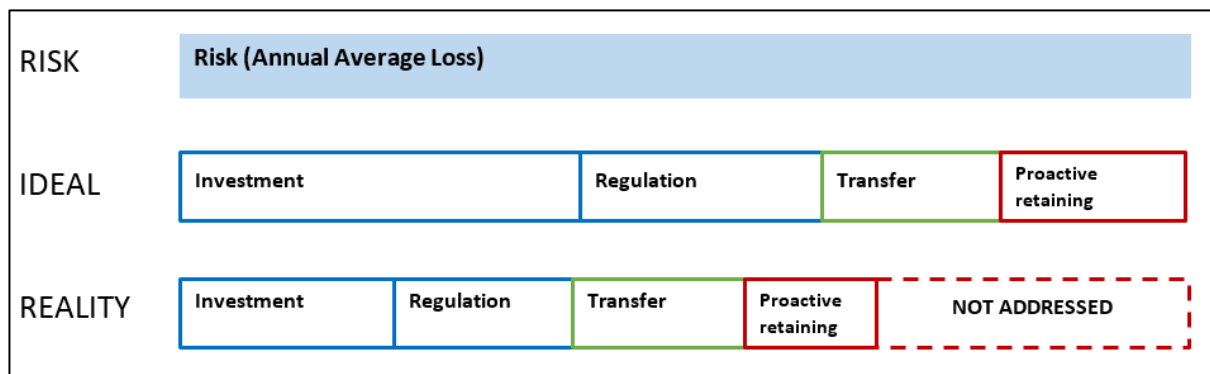 RISK
Risk (Annual Average Loss)
IDEAL
Investment
Regulation
Transfer
Proactive
retaining
REALITY
Investment
Regulation
Transfer
Proactive
retaining
NOT ADDRESSED